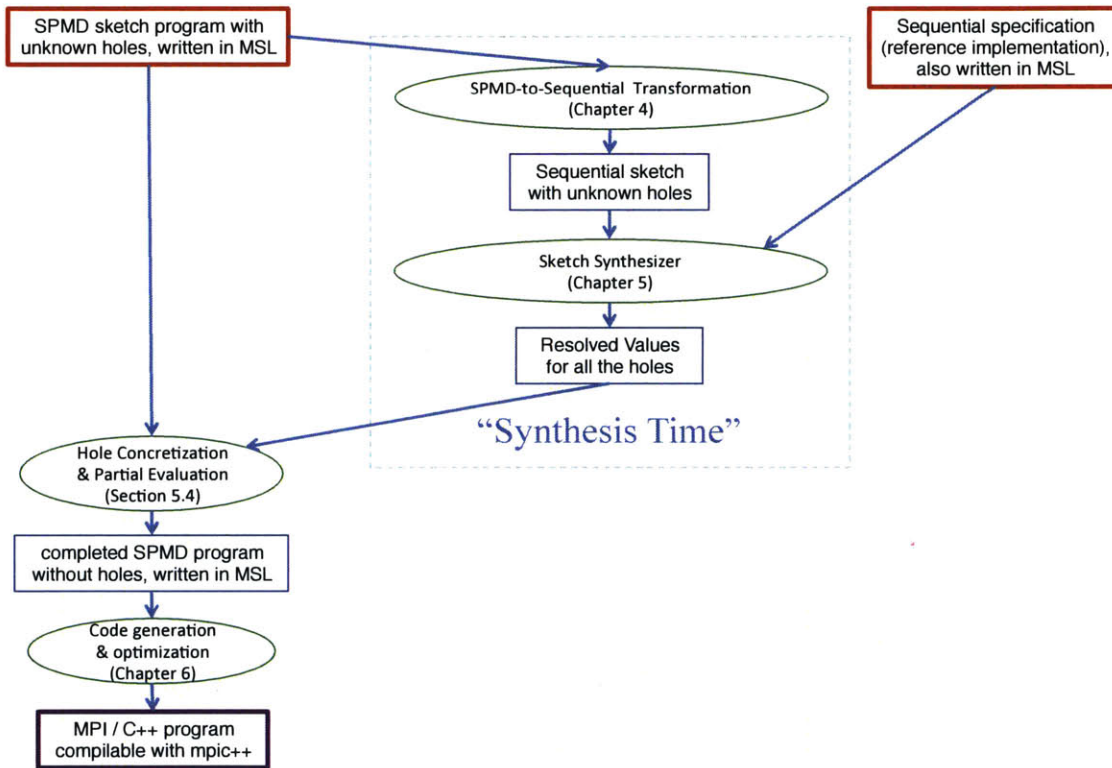 SPMD sketch program with
unknown holes, written in MSL
Sequential specification
(reference implementation),
also written in MSL
SPMD-to-Sequential Transformation
(Chapter 4)
Sequential sketch
with unknown holes
Sketch Synthesizer
(Chapter 5)
Resolved Values
for all the holes
“Synthesis Time”
Hole Concretization
& Partial Evaluation
(Section 5.4)
completed SPMD program
without holes, written in MSL
Code generation
& optimization
(Chapter 6)
MPI / C++ program
compilable with mpic++